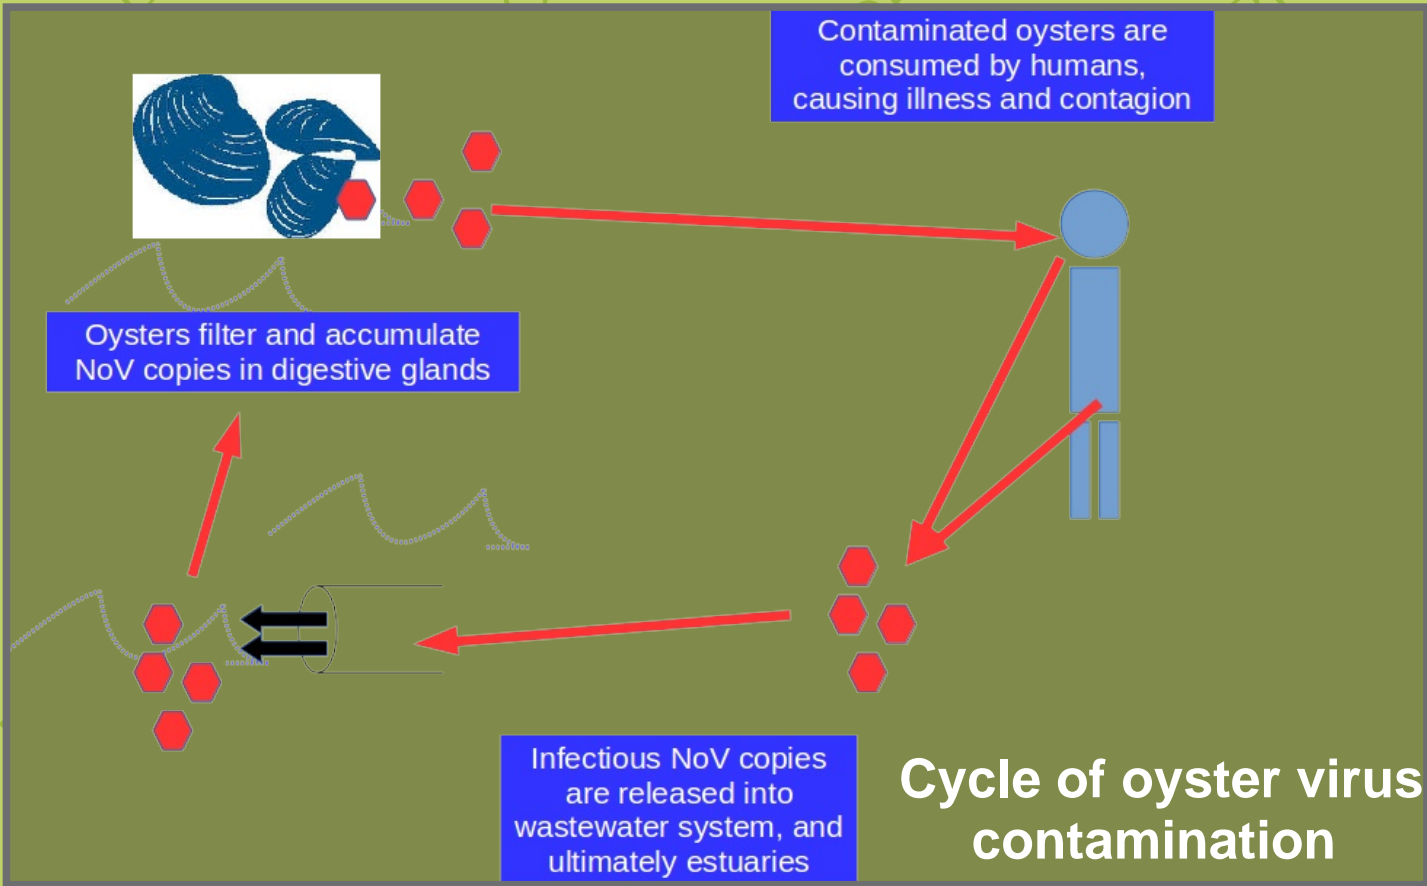 Contaminated oysters are
consumed by humans,
causing illness and contagion
Oysters filter and accumulate
NoV copies in digestive glands
Infectious NoV copies
are released into
wastewater system, and
ultimately estuaries
Cycle of oyster virus
contamination